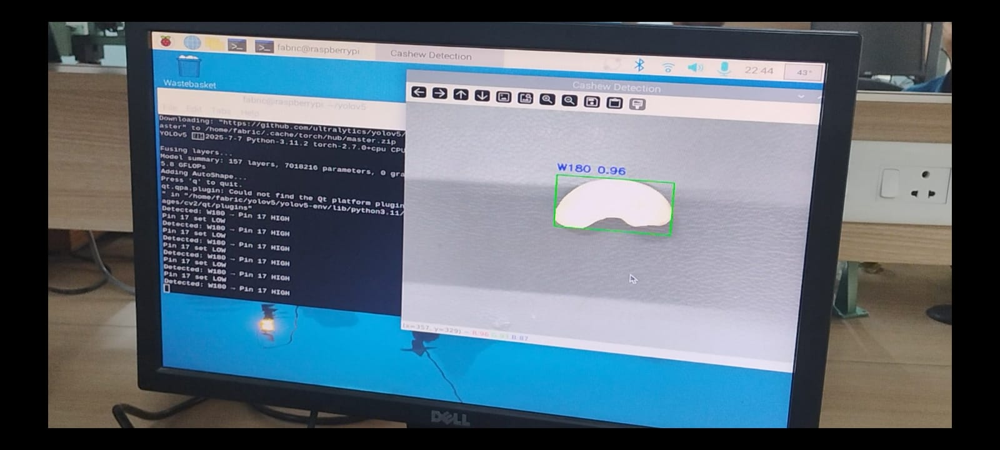 fabric@raspberrypi
Cashew Detection
22:44
43°
Wastebasket
Cashew Detection
fabric@raspberrypi: ~/yolov5
File Edit Tabs Help
Downloading: "https://github.com/ultralytics/yolov5/
aster" to /home/fabric/.cache/torch/hub/master.zip
YOLOv5 2025-7-7 Python-3.11.2 torch-2.7.0+cpu CPU
Fusing layers...
Model summary: 157 layers, 7018216 parameters, 0 gra
5.8 GFLOPs
Adding AutoShape...
Press 'q' to quit.
qt.qpa.plugin: Could not find the Qt platform plugin
" in "/home/fabric/yolov5/yolov5-env/lib/python3.11/
ages/cv2/qt/plugins"
Detected: W180 → Pin 17 HIGH
Pin 17 set LOW
Detected: W180 → Pin 17 HIGH
Pin 17 set LOW
Detected: W180 → Pin 17 HIGH
Pin 17 set LOW
Detected: W180 → Pin 17 HIGH
Pin 17 set LOW
Detected: W180 → Pin 17 HIGH
Pin 17 set LOW
Detected: W180 → Pin 17 HIGH
W180 0.96
(x=357, y=329) ~ R:96 G:93 B:87
DELL